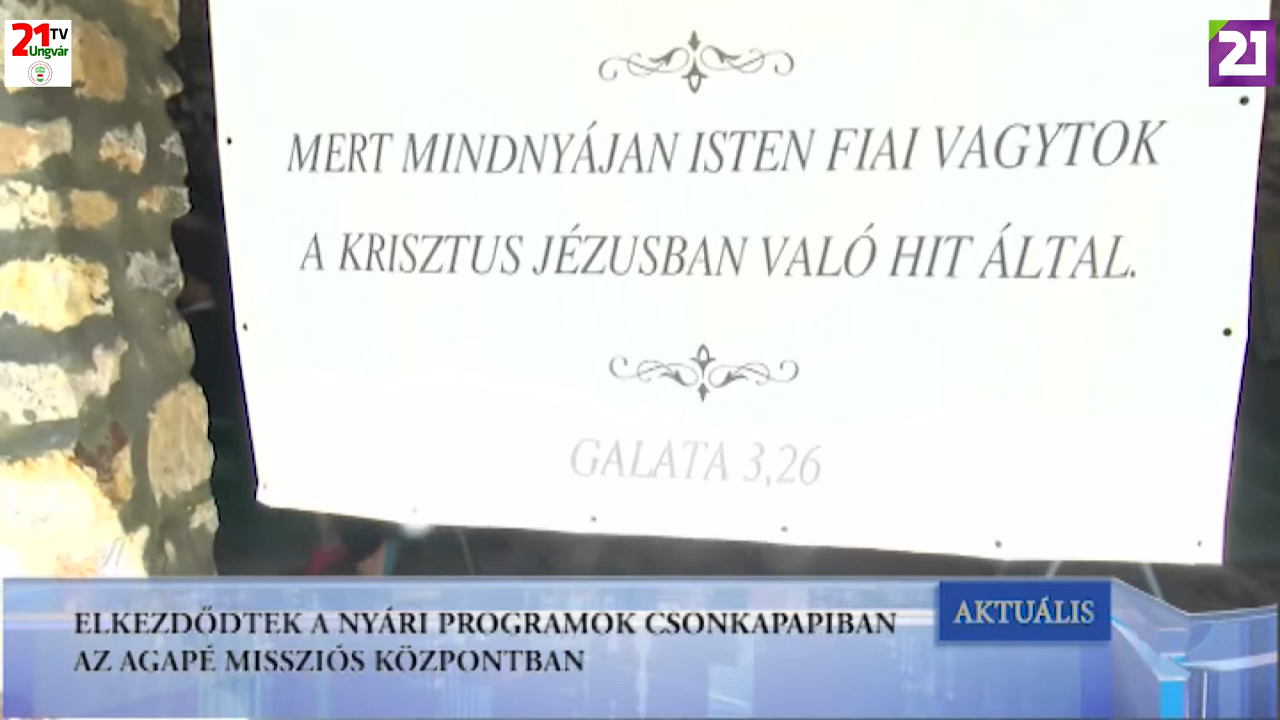 21 TV
Ungvár
21
MERT MINDNYÁJAN ISTEN FIAI VAGYTOK
A KRISZTUS JÉZUSBAN VALÓ HIT ÁLTAL.
GALATA 3,26
AKTUÁLIS
ELKEZDŐDTEK A NYÁRI PROGRAMOK CSONKAPAPIBAN
AZ AGAPÉ MISSZIÓS KÖZPONTBAN